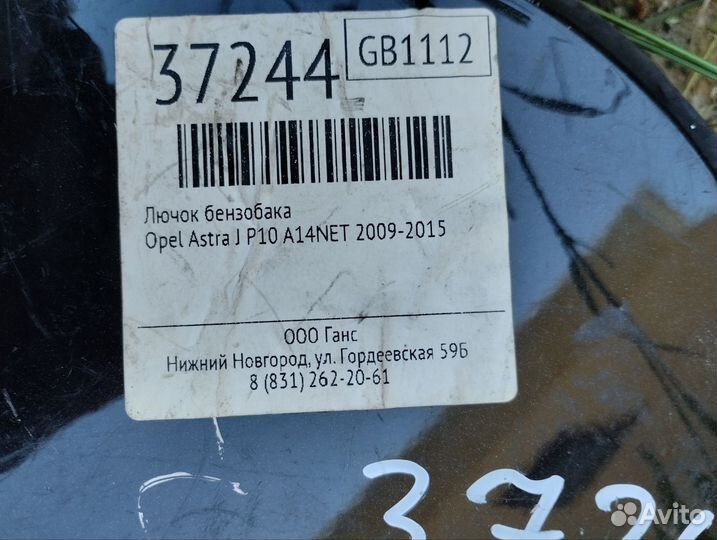 37244
GB1112
Лючок бензобака
Opel Astra J P10 A14NET 2009-2015
ООО Ганс
Нижний Новгород, ул. Гордеевская 59Б
8 (831) 262-20-61
Avito